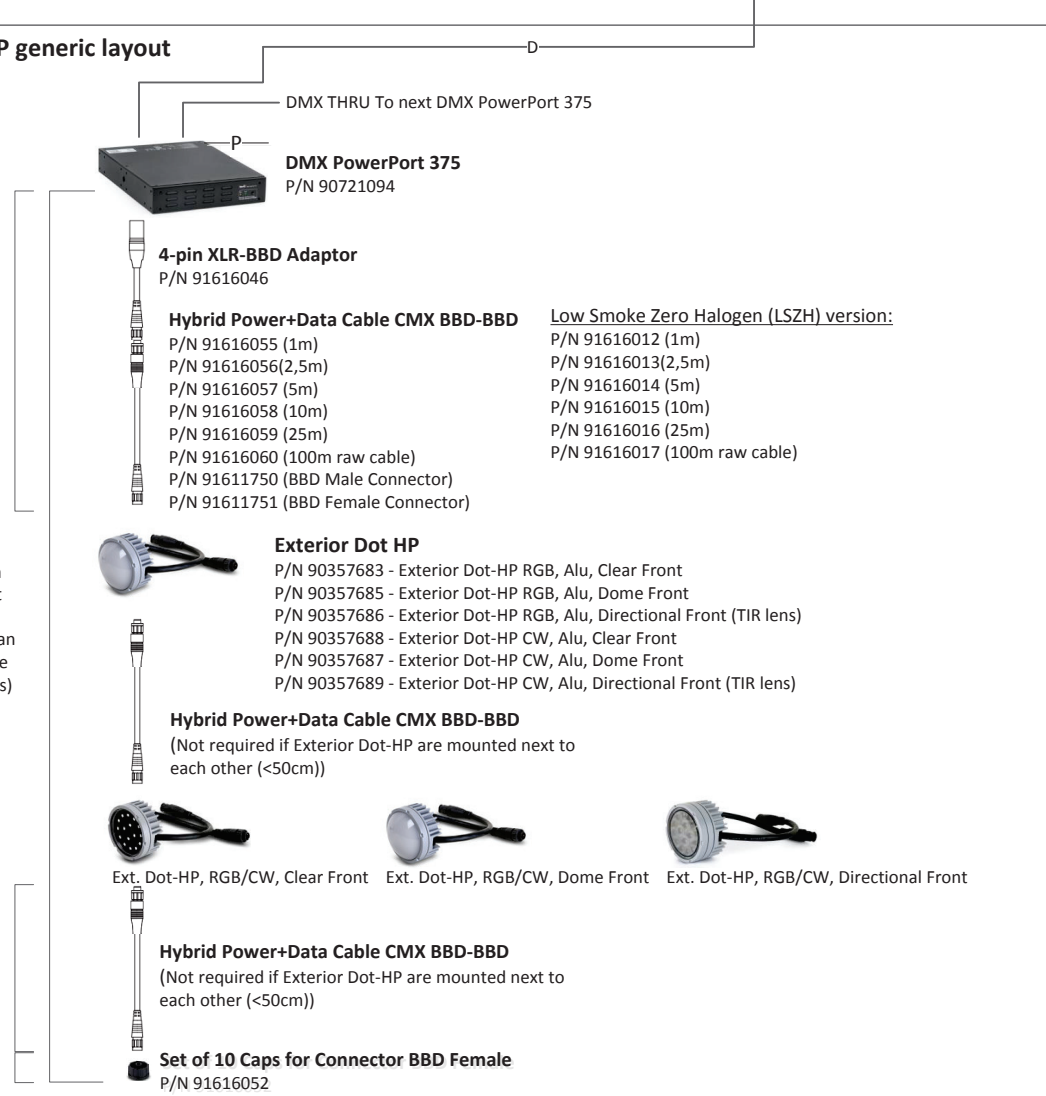 P generic layout
D
DMX THRU To next DMX PowerPort 375
P
DMX PowerPort 375
P/N 90721094
4-pin XLR-BBD Adaptor
P/N 91616046
Hybrid Power+Data Cable CMX BBD-BBD
P/N 91616055 (1m)
P/N 91616056(2,5m)
P/N 91616057 (5m)
P/N 91616058 (10m)
P/N 91616059 (25m)
P/N 91616060 (100m raw cable)
P/N 91611750 (BBD Male Connector)
P/N 91611751 (BBD Female Connector)
Low Smoke Zero Halogen (LSZH) version:
P/N 91616012 (1m)
P/N 91616013(2,5m)
P/N 91616014 (5m)
P/N 91616015 (10m)
P/N 91616016 (25m)
P/N 91616017 (100m raw cable)
Exterior Dot HP
P/N 90357683 - Exterior Dot-HP RGB, Alu, Clear Front
P/N 90357685 - Exterior Dot-HP RGB, Alu, Dome Front
P/N 90357686 - Exterior Dot-HP RGB, Alu, Directional Front (TIR lens)
P/N 90357688 - Exterior Dot-HP CW, Alu, Clear Front
P/N 90357687 - Exterior Dot-HP CW, Alu, Dome Front
P/N 90357689 - Exterior Dot-HP CW, Alu, Directional Front (TIR lens)
an
e
s)
Hybrid Power+Data Cable CMX BBD-BBD
(Not required if Exterior Dot-HP are mounted next to
each other (<50cm))
Ext. Dot-HP, RGB/CW, Clear Front
Ext. Dot-HP, RGB/CW, Dome Front
Ext. Dot-HP, RGB/CW, Directional Front
Hybrid Power+Data Cable CMX BBD-BBD
(Not required if Exterior Dot-HP are mounted next to
each other (<50cm))
Set of 10 Caps for Connector BBD Female
P/N 91616052